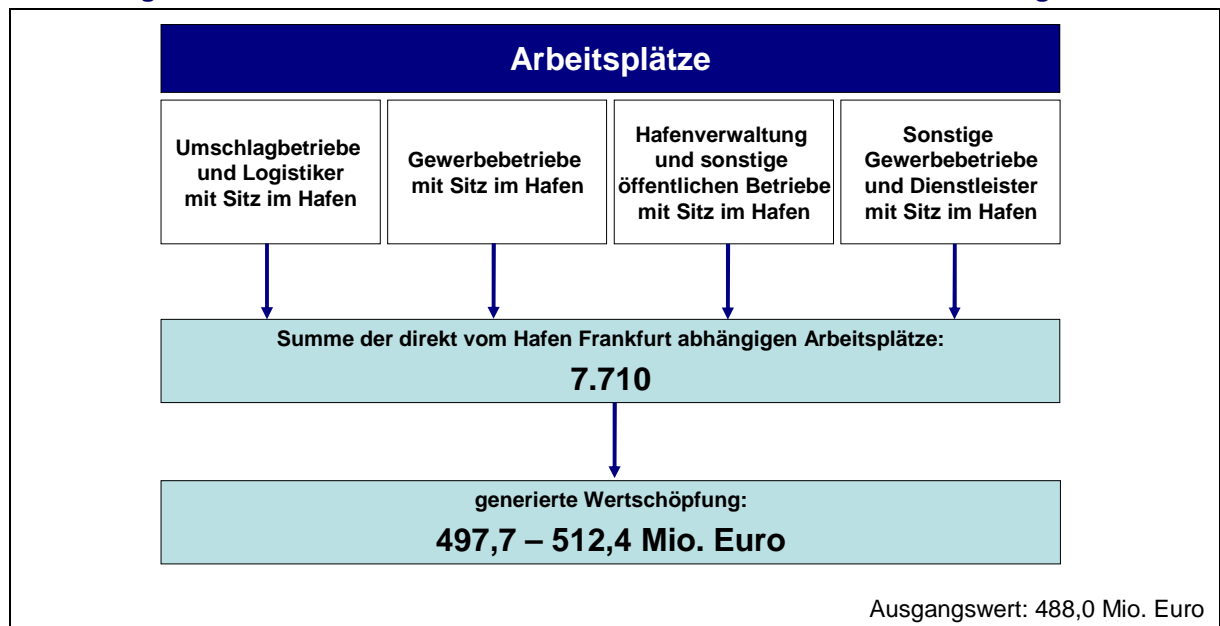 Arbeitsplätze
Umschlagbetriebe
und Logistiker
mit Sitz im Hafen
Gewerbebetriebe
mit Sitz im Hafen
Hafenverwaltung
und sonstige
öffentlichen Betriebe
mit Sitz im Hafen
Sonstige
Gewerbebetriebe
und Dienstleister
mit Sitz im Hafen
Summe der direkt vom Hafen Frankfurt abhängigen Arbeitsplätze:
7.710
generierte Wertschöpfung:
497,7 – 512,4 Mio. Euro
Ausgangswert: 488,0 Mio. Euro